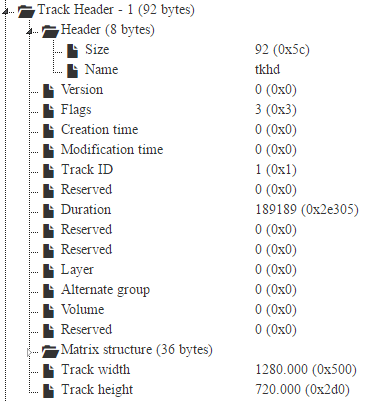 Track Header - 1 (92 bytes)
Header (8 bytes)
Size 92 (0x5c)
Name tkhd
Version 0 (0x0)
Flags 3 (0x3)
Creation time 0 (0x0)
Modification time 0 (0x0)
Track ID 1 (0x1)
Reserved 0 (0x0)
Duration 189189 (0x2e305)
Reserved 0 (0x0)
Reserved 0 (0x0)
Layer 0 (0x0)
Alternate group 0 (0x0)
Volume 0 (0x0)
Reserved 0 (0x0)
Matrix structure (36 bytes)
Track width 1280.000 (0x500)
Track height 720.000 (0x2d0)